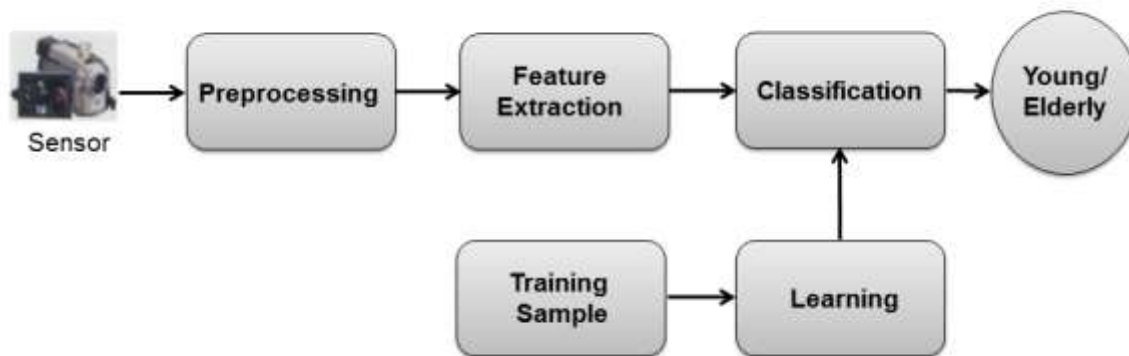 Sensor
Preprocessing
Feature
Extraction
Classification
Young/
Elderly
Training
Sample
Learning